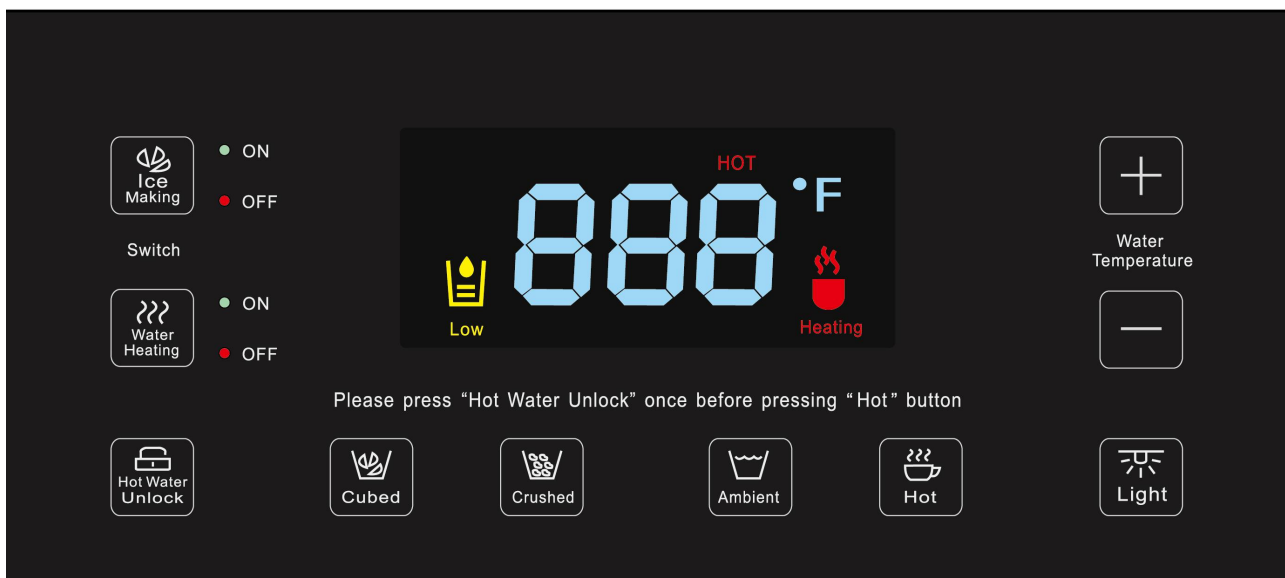 Ice
Making
ON
OFF
Switch
Water
Heating
ON
OFF
HOT
888
°F
Low
Heating
Water
Temperature
Please press “Hot Water Unlock” once before pressing “Hot” button
Hot Water
Unlock
Cubed
Crushed
Ambient
Hot
Light